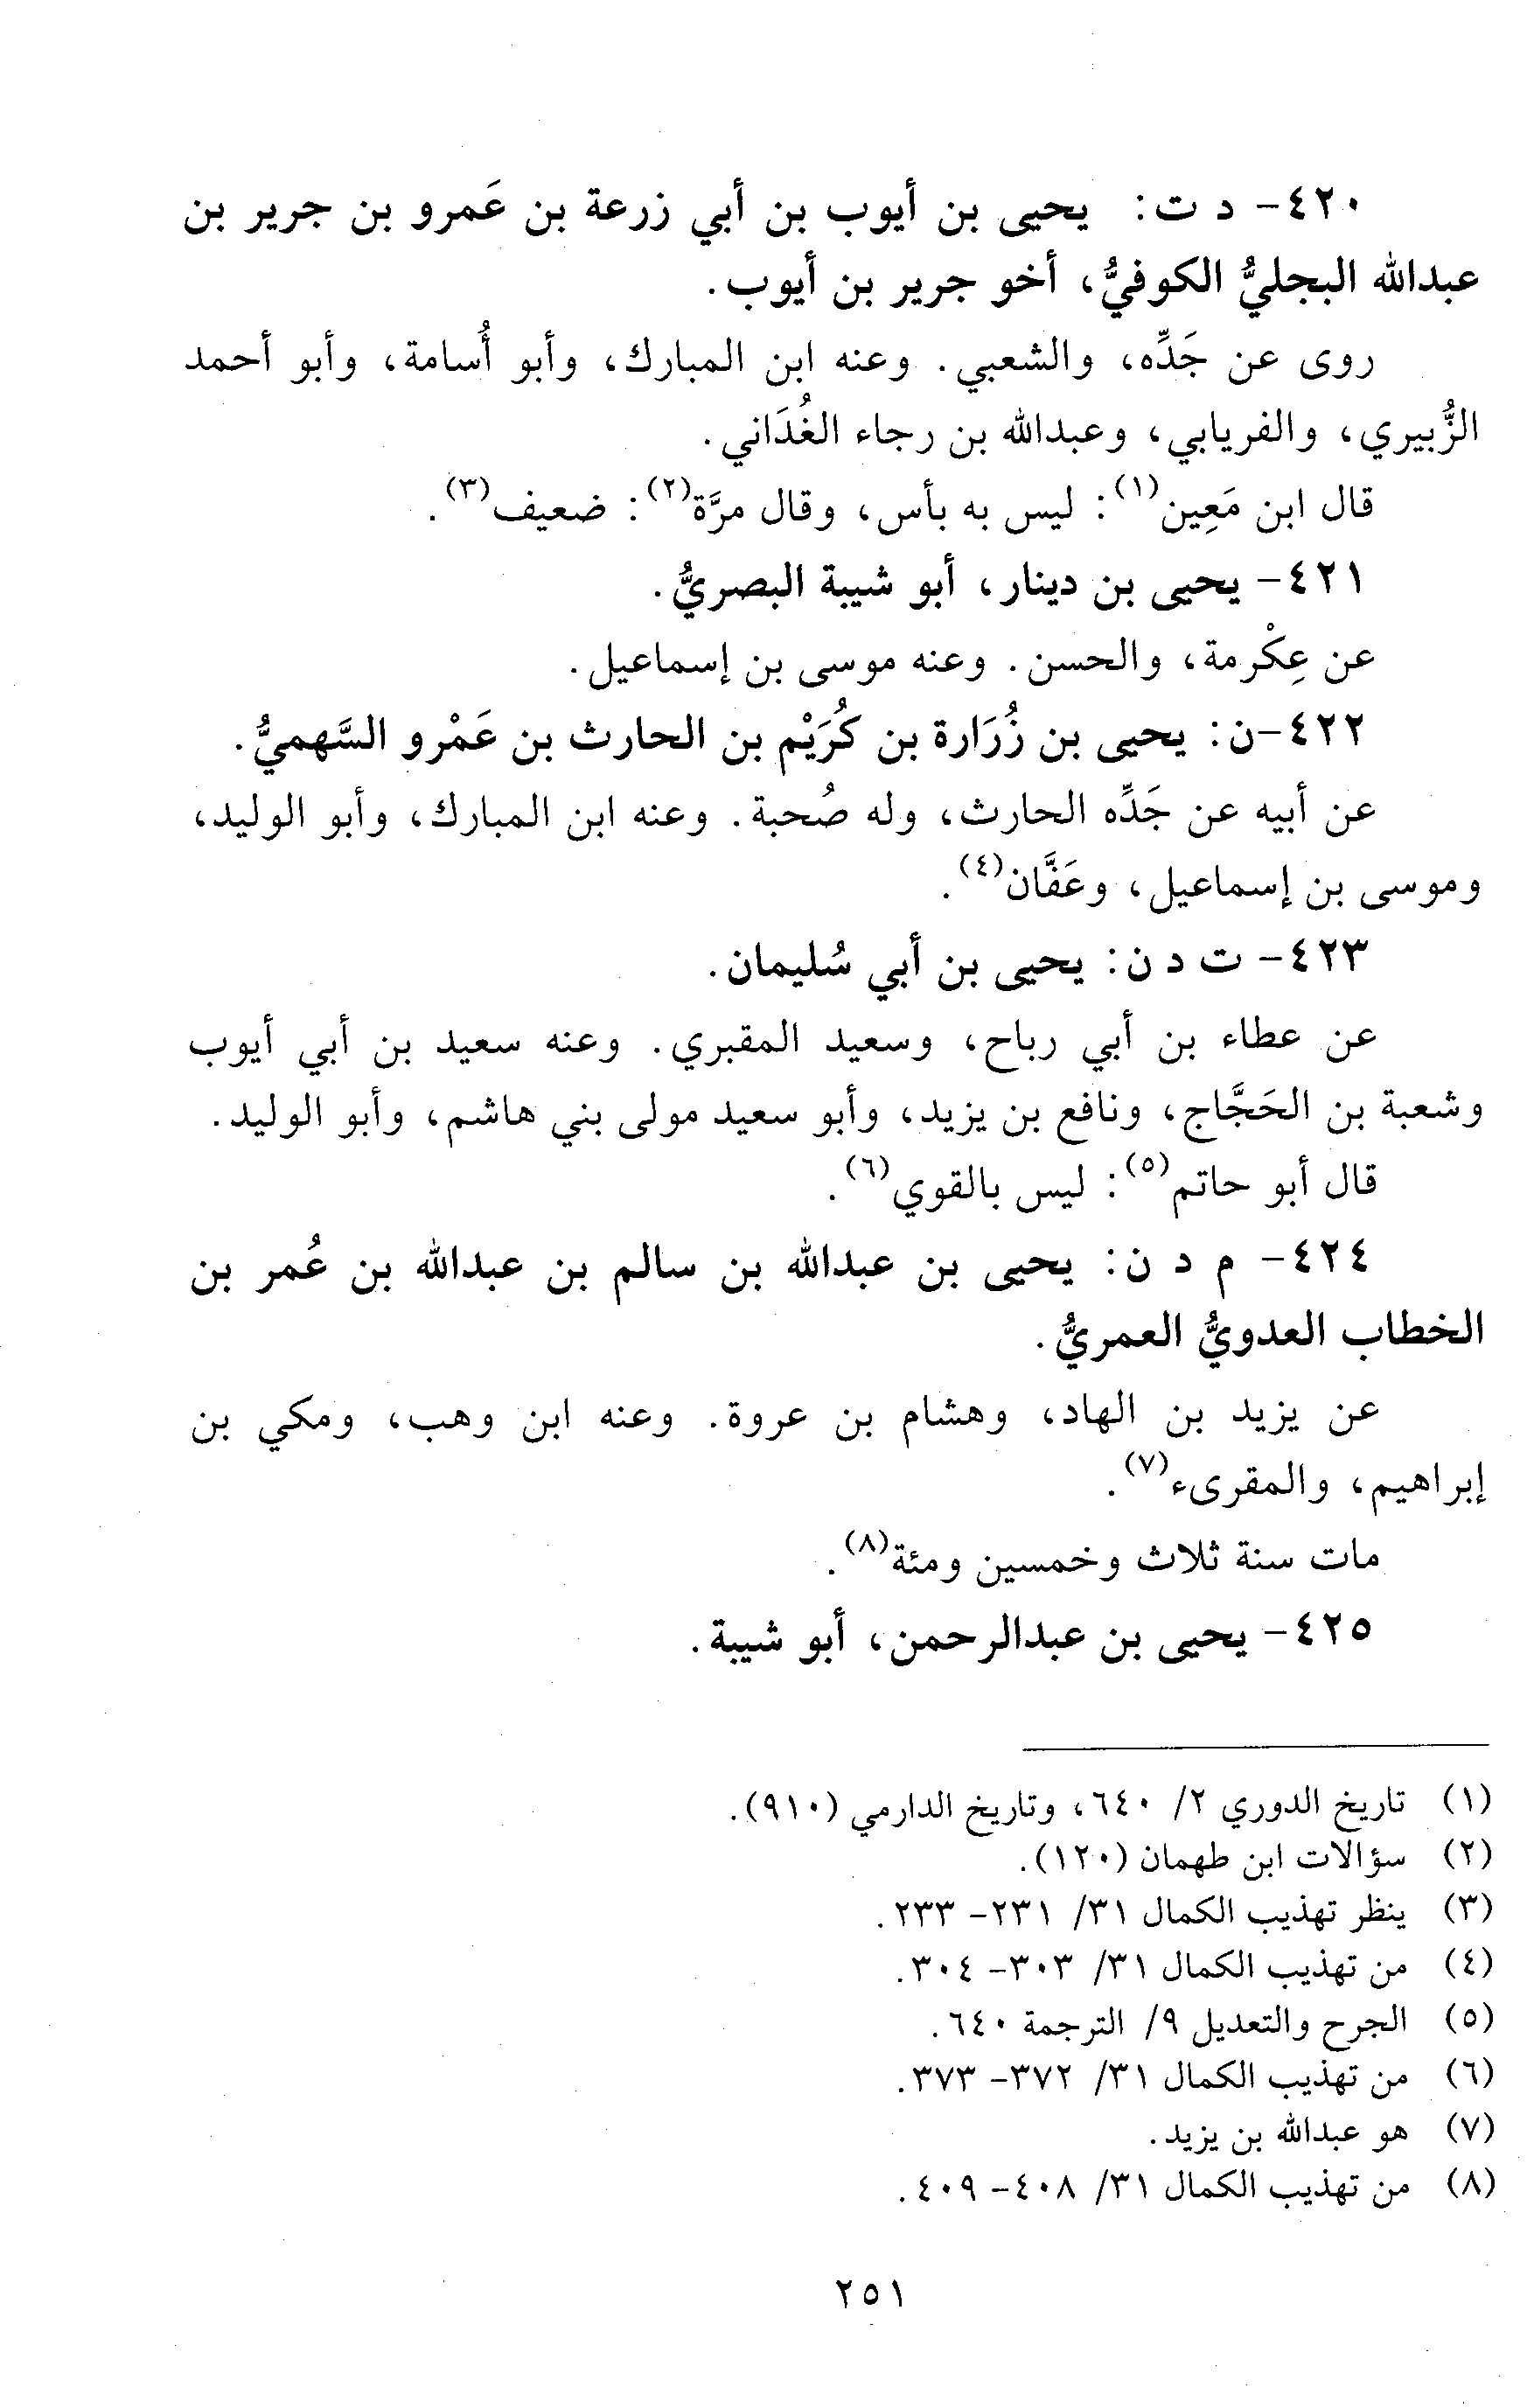 ٤٢٠- د ت: يحيى بن أيوب بن أبي زرعة بن عَمرو بن جرير بن
عبدالله البجليُّ الكوفيُّ، أخو جرير بن أيوب.
روى عن جَدِّه، والشعبي. وعنه ابن المبارك، وأبو أُسامة، وأبو أحمد
الزُّبيري، والفريابي، وعبدالله بن رجاء الغُدَاني.
قال ابن مَعِين(١): ليس به بأس، وقال مرَّة(٢): ضعيف(٣).
٤٢١- يحيى بن دينار، أبو شيبة البصريُّ.
عن عِكْرمة، والحسن. وعنه موسى بن إسماعيل.
٤٢٢-ن: يحيى بن زُرَارة بن كُرَيْم بن الحارث بن عَمْرو السَّهميُّ.
عن أبيه عن جَدِّه الحارث، وله صُحبة. وعنه ابن المبارك، وأبو الوليد،
وموسى بن إسماعيل، وعَفَّان(٤).
٤٢٣- ت د ن: يحيى بن أبي سُليمان.
عن عطاء بن أبي رباح، وسعيد المقبري. وعنه سعيد بن أبي أيوب
وشعبة بن الحَجَّاج، ونافع بن يزيد، وأبو سعيد مولى بني هاشم، وأبو الوليد.
قال أبو حاتم(٥): ليس بالقوي(٦).
٤٢٤- م د ن: يحيى بن عبدالله بن سالم بن عبدالله بن عُمر بن
الخطاب العدويُّ العمريُّ.
عن يزيد بن الهاد، وهشام بن عروة. وعنه ابن وهب، ومكي بن
إبراهيم، والمقرىء(٧).
مات سنة ثلاث وخمسين ومئة(٨).
٤٢٥- يحيى بن عبدالرحمن، أبو شيبة.
(١) تاريخ الدوري ٢/ ٦٤٠، وتاريخ الدارمي (٩١٠).
(٢) سؤالات ابن طهمان (١٢٠).
(٣) ينظر تهذيب الكمال ٣١/ ٢٣١- ٢٣٣.
(٤) من تهذيب الكمال ٣١/ ٣٠٣- ٣٠٤.
(٥) الجرح والتعديل ٩/ الترجمة ٦٤٠.
(٦) من تهذيب الكمال ٣١/ ٣٧٢- ٣٧٣.
(٧) هو عبدالله بن يزيد.
(٨) من تهذيب الكمال ٣١/ ٤٠٨- ٤٠٩.
٢٥١